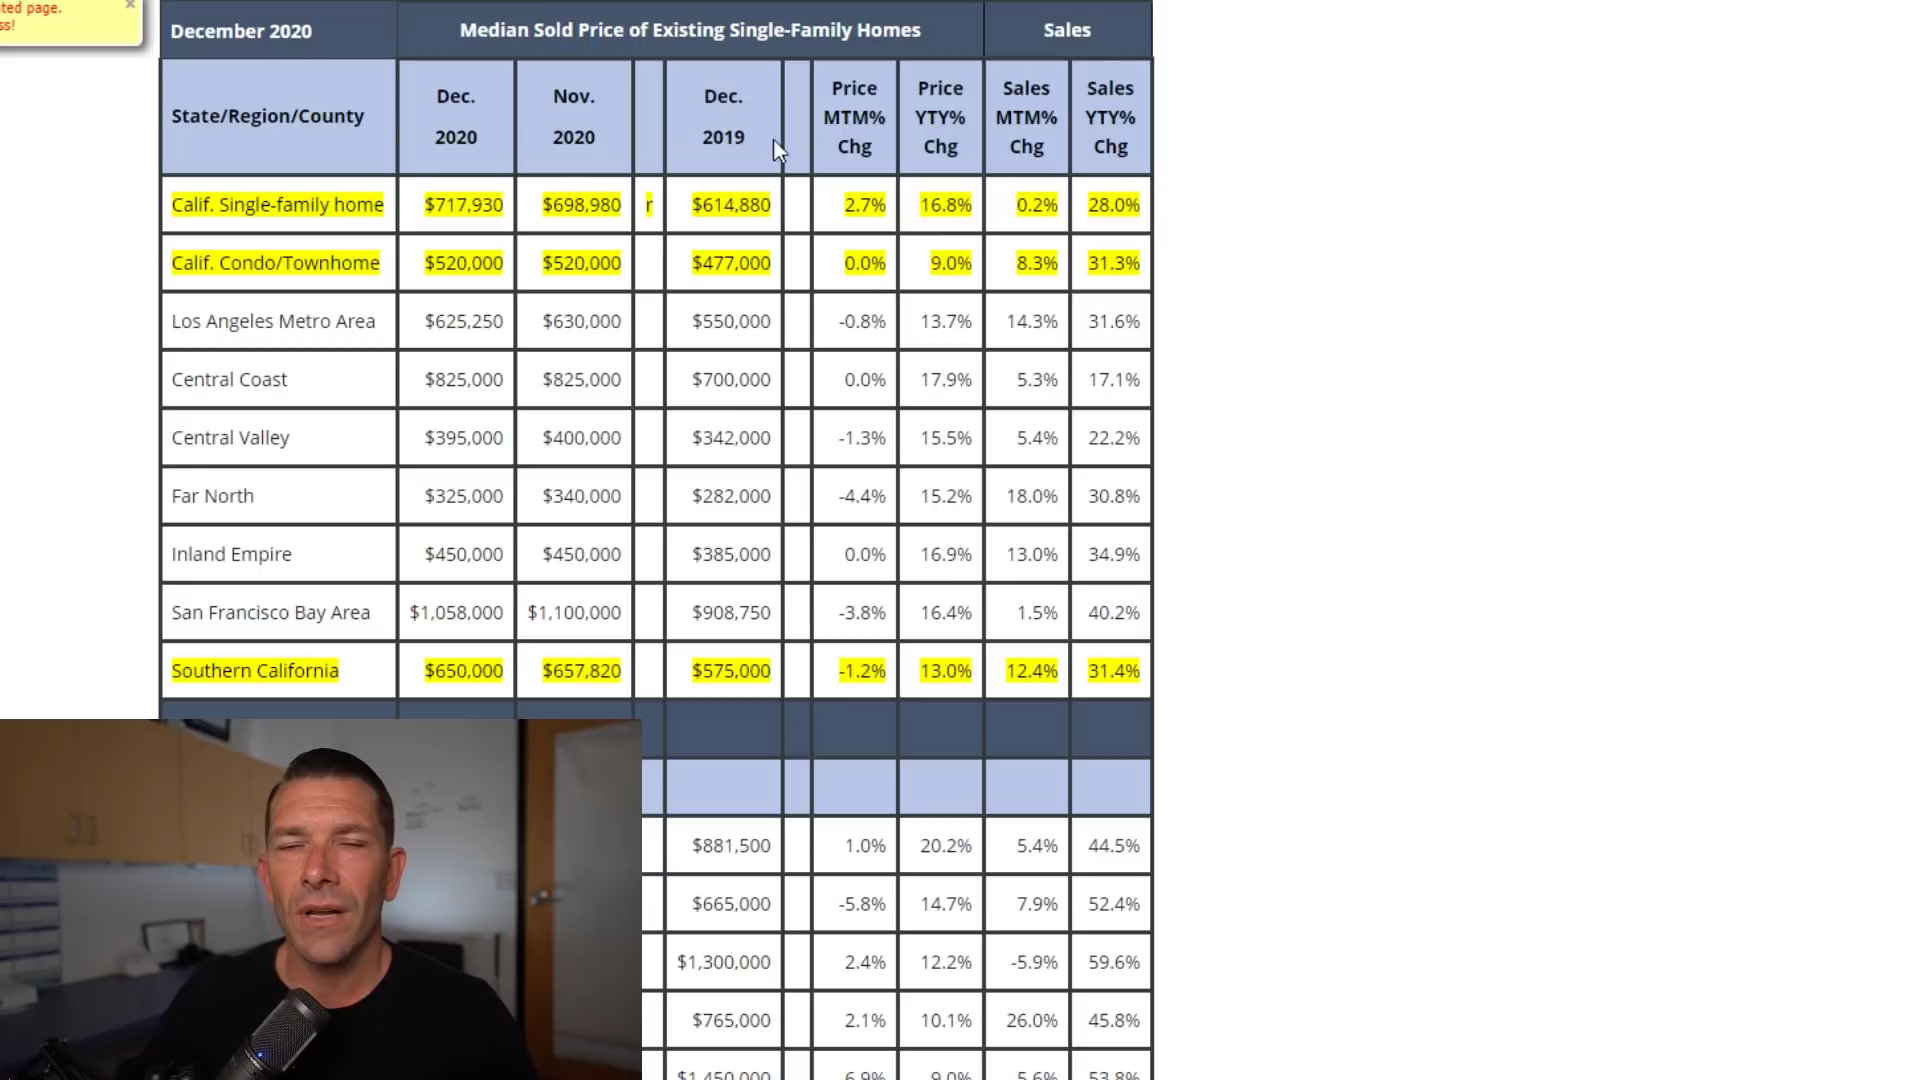 ted page.
ss!
×
December 2020 Median Sold Price of Existing Single-Family Homes Sales
State/Region/County Dec. 2020 Nov. 2020 Dec. 2019 Price MTM% Chg Price YTY% Chg Sales MTM% Chg Sales YTY% Chg
Calif. Single-family home $717,930 $698,980 r $614,880 2.7% 16.8% 0.2% 28.0%
Calif. Condo/Townhome $520,000 $520,000 $477,000 0.0% 9.0% 8.3% 31.3%
Los Angeles Metro Area $625,250 $630,000 $550,000 -0.8% 13.7% 14.3% 31.6%
Central Coast $825,000 $825,000 $700,000 0.0% 17.9% 5.3% 17.1%
Central Valley $395,000 $400,000 $342,000 -1.3% 15.5% 5.4% 22.2%
Far North $325,000 $340,000 $282,000 -4.4% 15.2% 18.0% 30.8%
Inland Empire $450,000 $450,000 $385,000 0.0% 16.9% 13.0% 34.9%
San Francisco Bay Area $1,058,000 $1,100,000 $908,750 -3.8% 16.4% 1.5% 40.2%
Southern California $650,000 $657,820 $575,000 -1.2% 13.0% 12.4% 31.4%
$881,500 1.0% 20.2% 5.4% 44.5%
$665,000 -5.8% 14.7% 7.9% 52.4%
$1,300,000 2.4% 12.2% -5.9% 59.6%
$765,000 2.1% 10.1% 26.0% 45.8%
$1,450,000 6.9% 9.0% 5.6% 53.8%